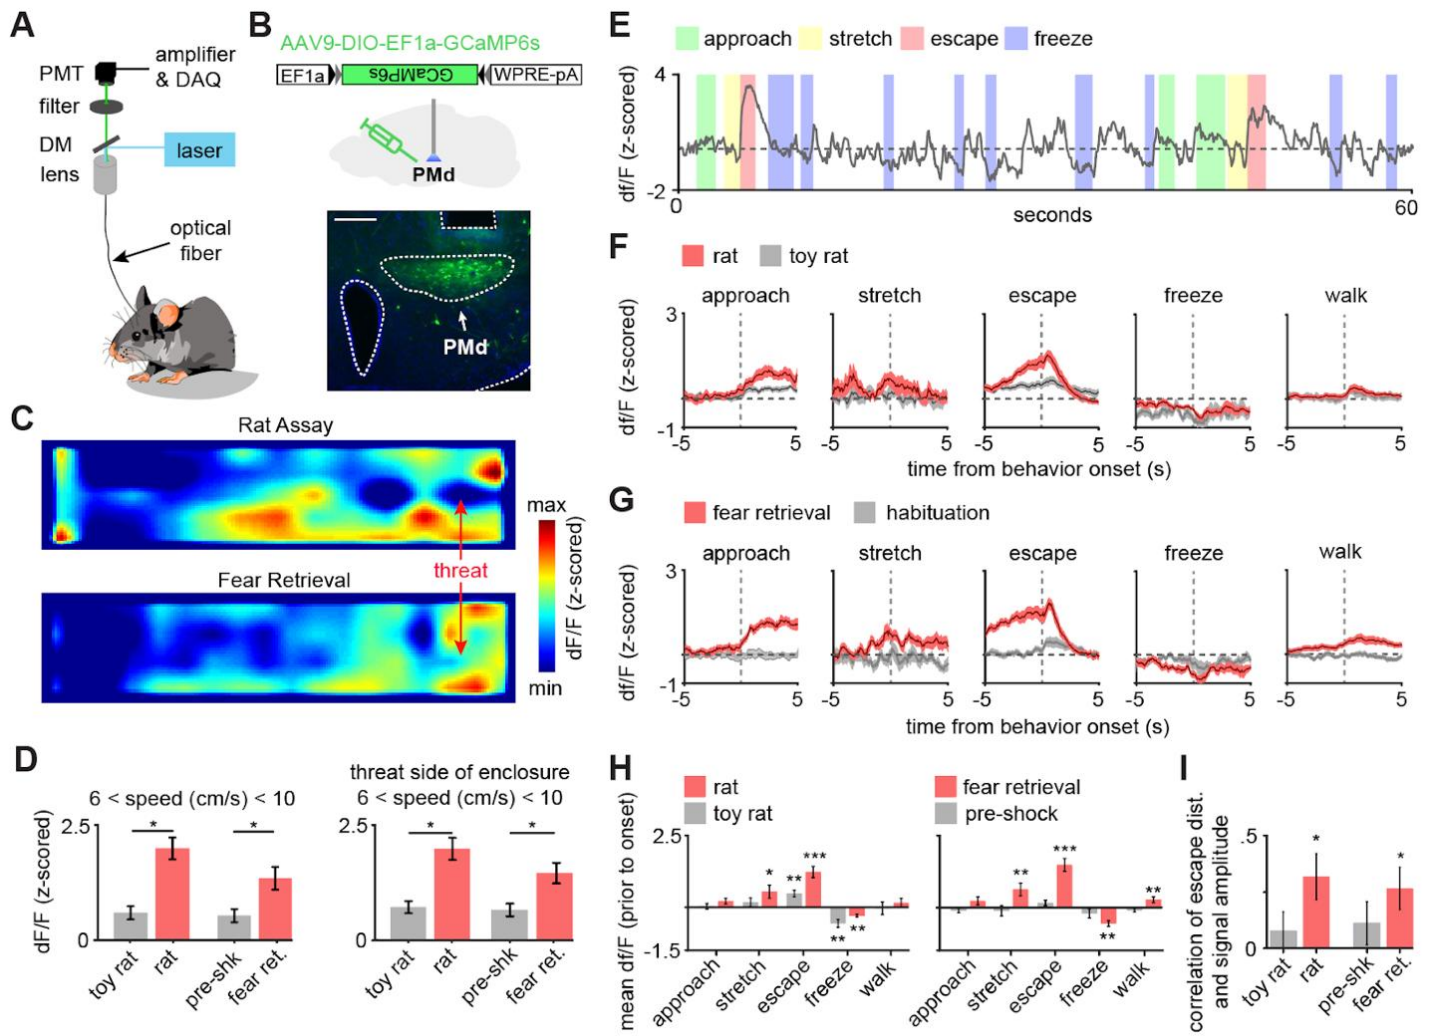 A
PMT
amplifier
& DAQ
filter
DM
laser
lens
optical
fiber
B
AAV9-DIO-EF1a-GCaMP6s
EF1a
GCaMP6s
WPRE-pA
PMd
PMd
C
Rat Assay
max
threat
Fear Retrieval
min
dF/F (z-scored)
D
6 < speed (cm/s) < 10
threat side of enclosure
6 < speed (cm/s) < 10
dF/F (z-scored)
2.5
0
* *
toy rat
rat
pre-shk
fear ret.
2.5
0
* *
toy rat
rat
pre-shk
fear ret.
E
approach stretch escape freeze
df/F (z-scored)
4
-2
0
seconds
60
F
rat toy rat
approach stretch escape freeze walk
df/F (z-scored)
3
-1
-5 5 -5 5 -5 5 -5 5 -5 5
time from behavior onset (s)
G
fear retrieval habituation
approach stretch escape freeze walk
df/F (z-scored)
3
-1
-5 5 -5 5 -5 5 -5 5 -5 5
time from behavior onset (s)
H
rat
toy rat
mean df/F (prior to onset)
2.5
-1.5
* ** ***
** **
approach
stretch
escape
freeze
walk
fear retrieval
pre-shock
** *** **
**
approach
stretch
escape
freeze
walk
I
correlation of escape dist.
and signal amplitude
.5
0
* *
toy rat
rat
pre-shk
fear ret.